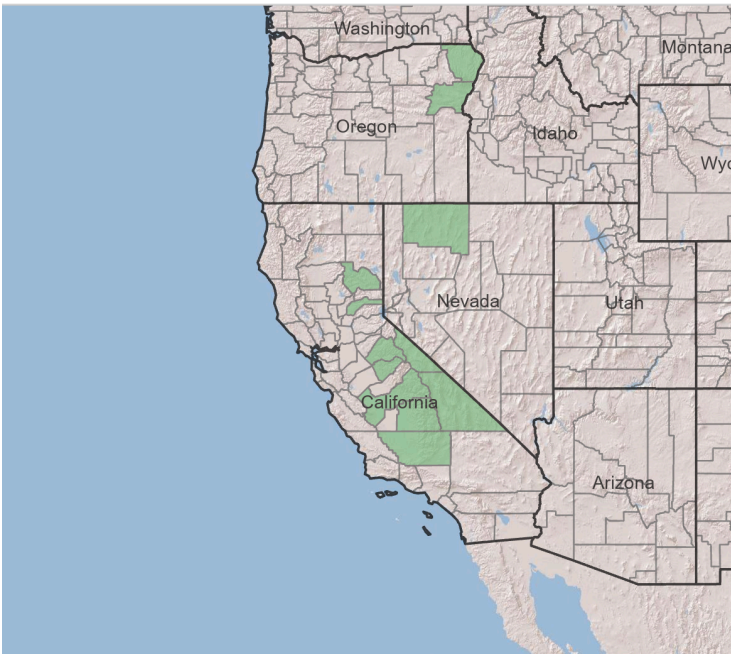 Washington
Montana
Oregon
Idaho
Wyo
Nevada
Utah
California
Arizona